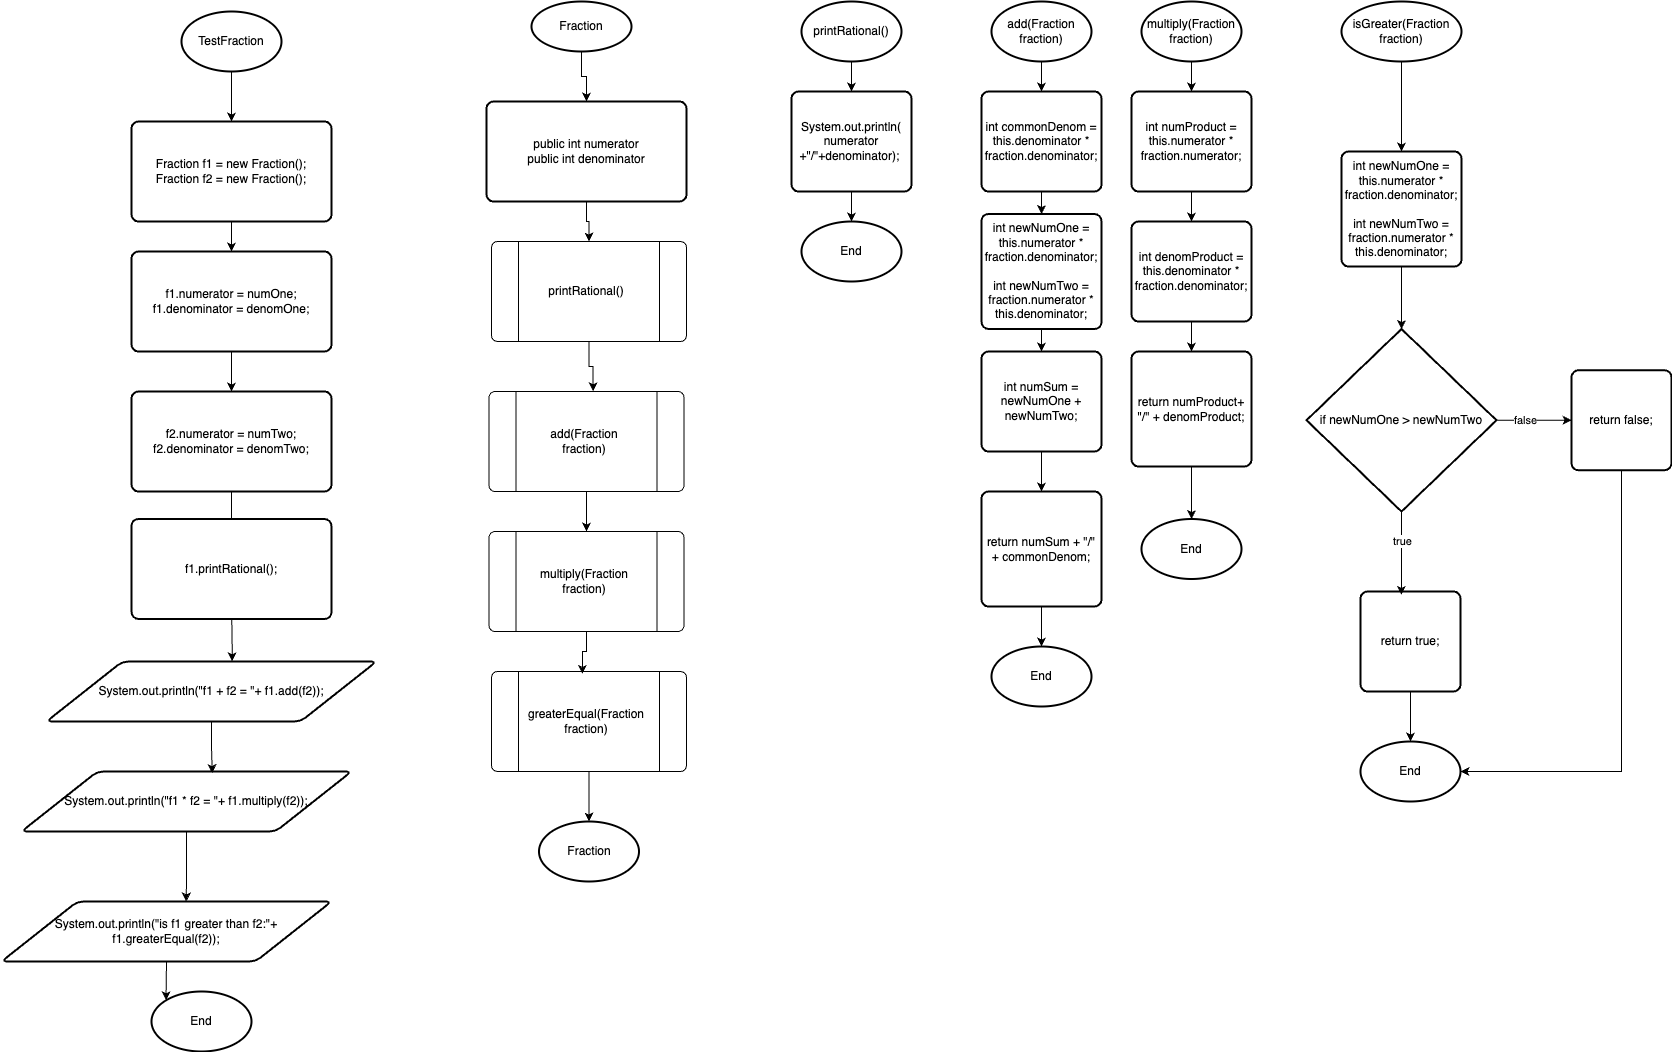 TestFraction
Fraction f1 = new Fraction();
Fraction f2 = new Fraction();
f1.numerator = numOne;
f1.denominator = denomOne;
f2.numerator = numTwo;
f2.denominator = denomTwo;
f1.printRational();
System.out.println("f1 + f2 = "+ f1.add(f2));
System.out.println("f1 * f2 = "+ f1.multiply(f2));
System.out.println("is f1 greater than f2:"+
f1.greaterEqual(f2));
End
Fraction
public int numerator
public int denominator
printRational()
add(Fraction
fraction)
multiply(Fraction
fraction)
greaterEqual(Fraction
fraction)
Fraction
printRational()
System.out.println(
numerator
+"/"+denominator);
End
add(Fraction
fraction)
int commonDenom =
this.denominator *
fraction.denominator;
int newNumOne =
this.numerator *
fraction.denominator;
int newNumTwo =
fraction.numerator *
this.denominator;
int numSum =
newNumOne +
newNumTwo;
return numSum + "/"
+ commonDenom;
End
multiply(Fraction
fraction)
int numProduct =
this.numerator *
fraction.numerator;
int denomProduct =
this.denominator *
fraction.denominator;
return numProduct+
"/" + denomProduct;
End
isGreater(Fraction
fraction)
int newNumOne =
this.numerator *
fraction.denominator;
int newNumTwo =
fraction.numerator *
this.denominator;
if newNumOne > newNumTwo
false
return false;
true
return true;
End